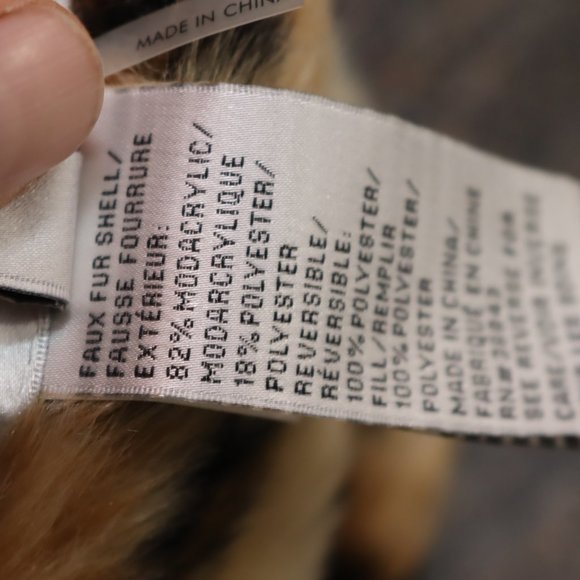 MADE IN CHINA
FAUX FUR SHELL/
FAUSSE FOURRURE
EXTÉRIEUR:
82% MODACRYLIC/
MODARCRYLIQUE
18% POLYESTER/
POLYESTER
REVERSIBLE/
RÉVERSIBLE:
100% POLYESTER/
FILL/REMPLIR
100% POLYESTER/
POLYESTER
MADE IN CHINA/
FABRIQUÉ EN CHINE